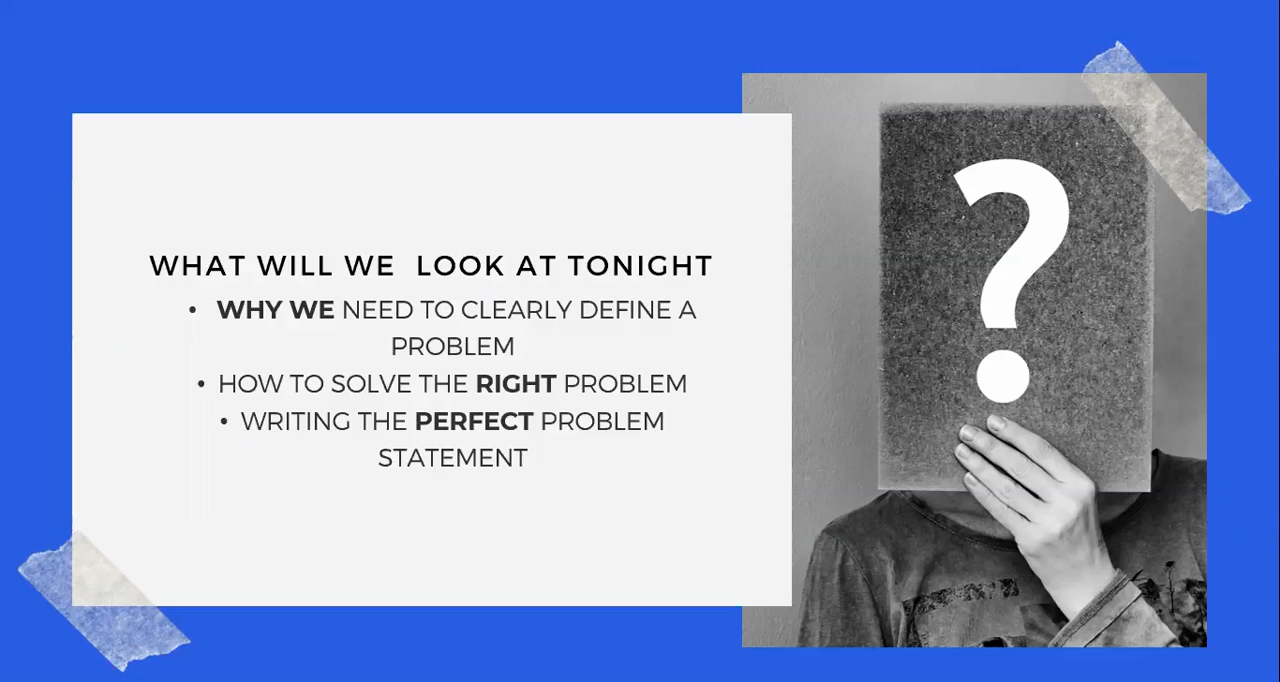 WHAT WILL WE LOOK AT TONIGHT
• WHY WE NEED TO CLEARLY DEFINE A
PROBLEM
• HOW TO SOLVE THE RIGHT PROBLEM
• WRITING THE PERFECT PROBLEM
STATEMENT
?